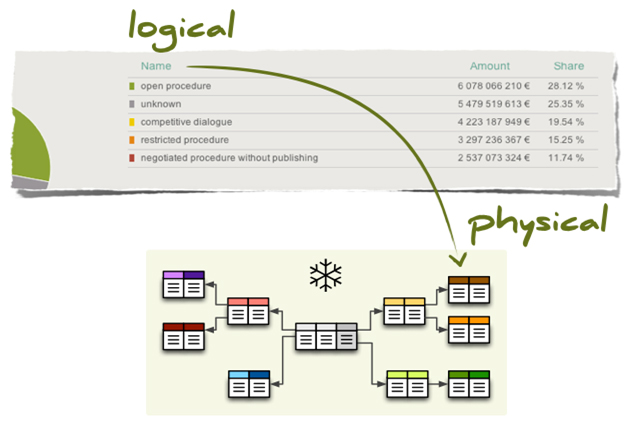 logical
Name Amount Share
open procedure 6 078 066 210 € 28.12 %
unknown 5 479 519 613 € 25.35 %
competitive dialogue 4 223 187 949 € 19.54 %
restricted procedure 3 297 236 367 € 15.25 %
negotiated procedure without publishing 2 537 073 324 € 11.74 %
physical